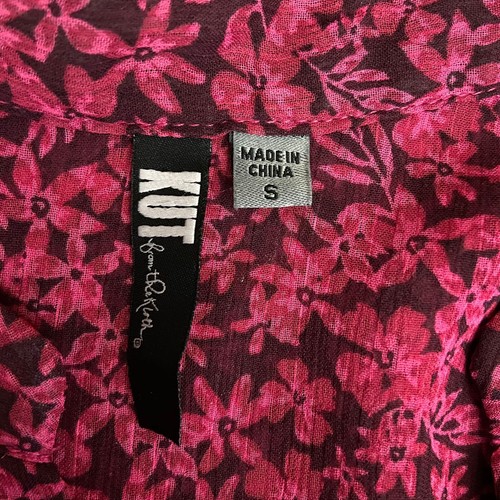 KUT
from the Kloth
MADE IN
CHINA
S